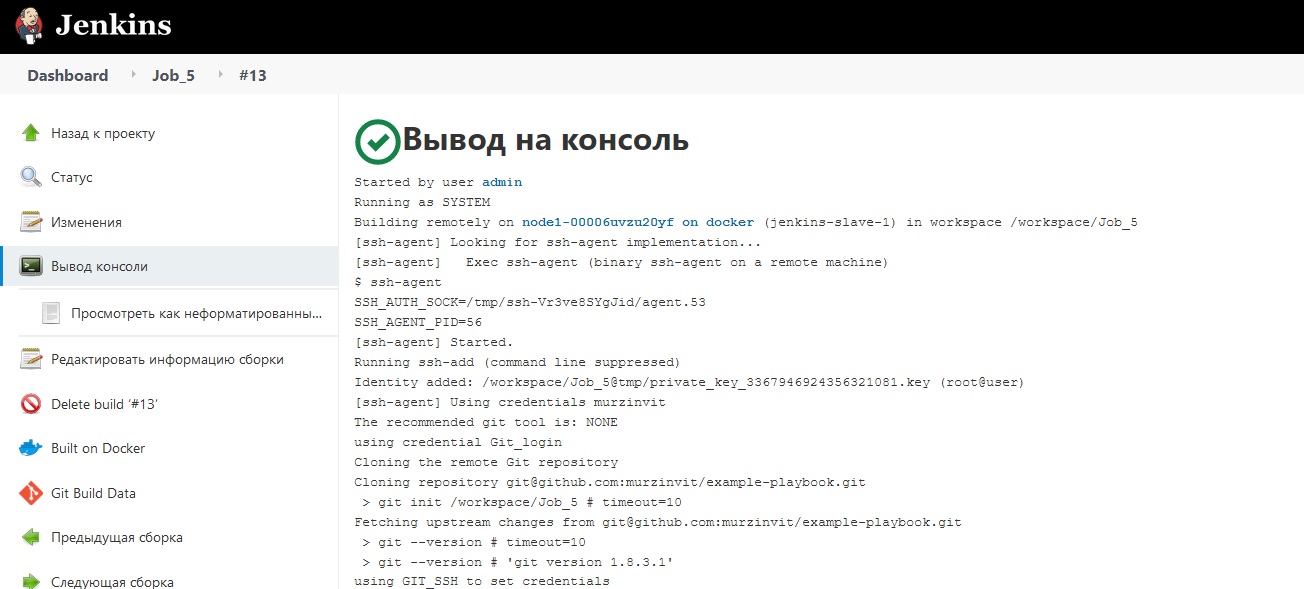 Jenkins
Dashboard Job_5 #13
Назад к проекту
Статус
Изменения
Вывод консоли
Просмотреть как неформатированны...
Редактировать информацию сборки
Delete build ‘#13’
Built on Docker
Git Build Data
Предыдущая сборка
Следующая сборка
Вывод на консоль
Started by user admin
Running as SYSTEM
Building remotely on node1-00006uvzu20yf on docker (jenkins-slave-1) in workspace /workspace/Job_5
[ssh-agent] Looking for ssh-agent implementation...
[ssh-agent]   Exec ssh-agent (binary ssh-agent on a remote machine)
$ ssh-agent
SSH_AUTH_SOCK=/tmp/ssh-Vr3ve8SYgJid/agent.53
SSH_AGENT_PID=56
[ssh-agent] Started.
Running ssh-add (command line suppressed)
Identity added: /workspace/Job_5@tmp/private_key_3367946924356321081.key (root@user)
[ssh-agent] Using credentials murzinvit
The recommended git tool is: NONE
using credential Git_login
Cloning the remote Git repository
Cloning repository git@github.com:murzinvit/example-playbook.git
 > git init /workspace/Job_5 # timeout=10
Fetching upstream changes from git@github.com:murzinvit/example-playbook.git
 > git --version # timeout=10
 > git --version # 'git version 1.8.3.1'
using GIT_SSH to set credentials